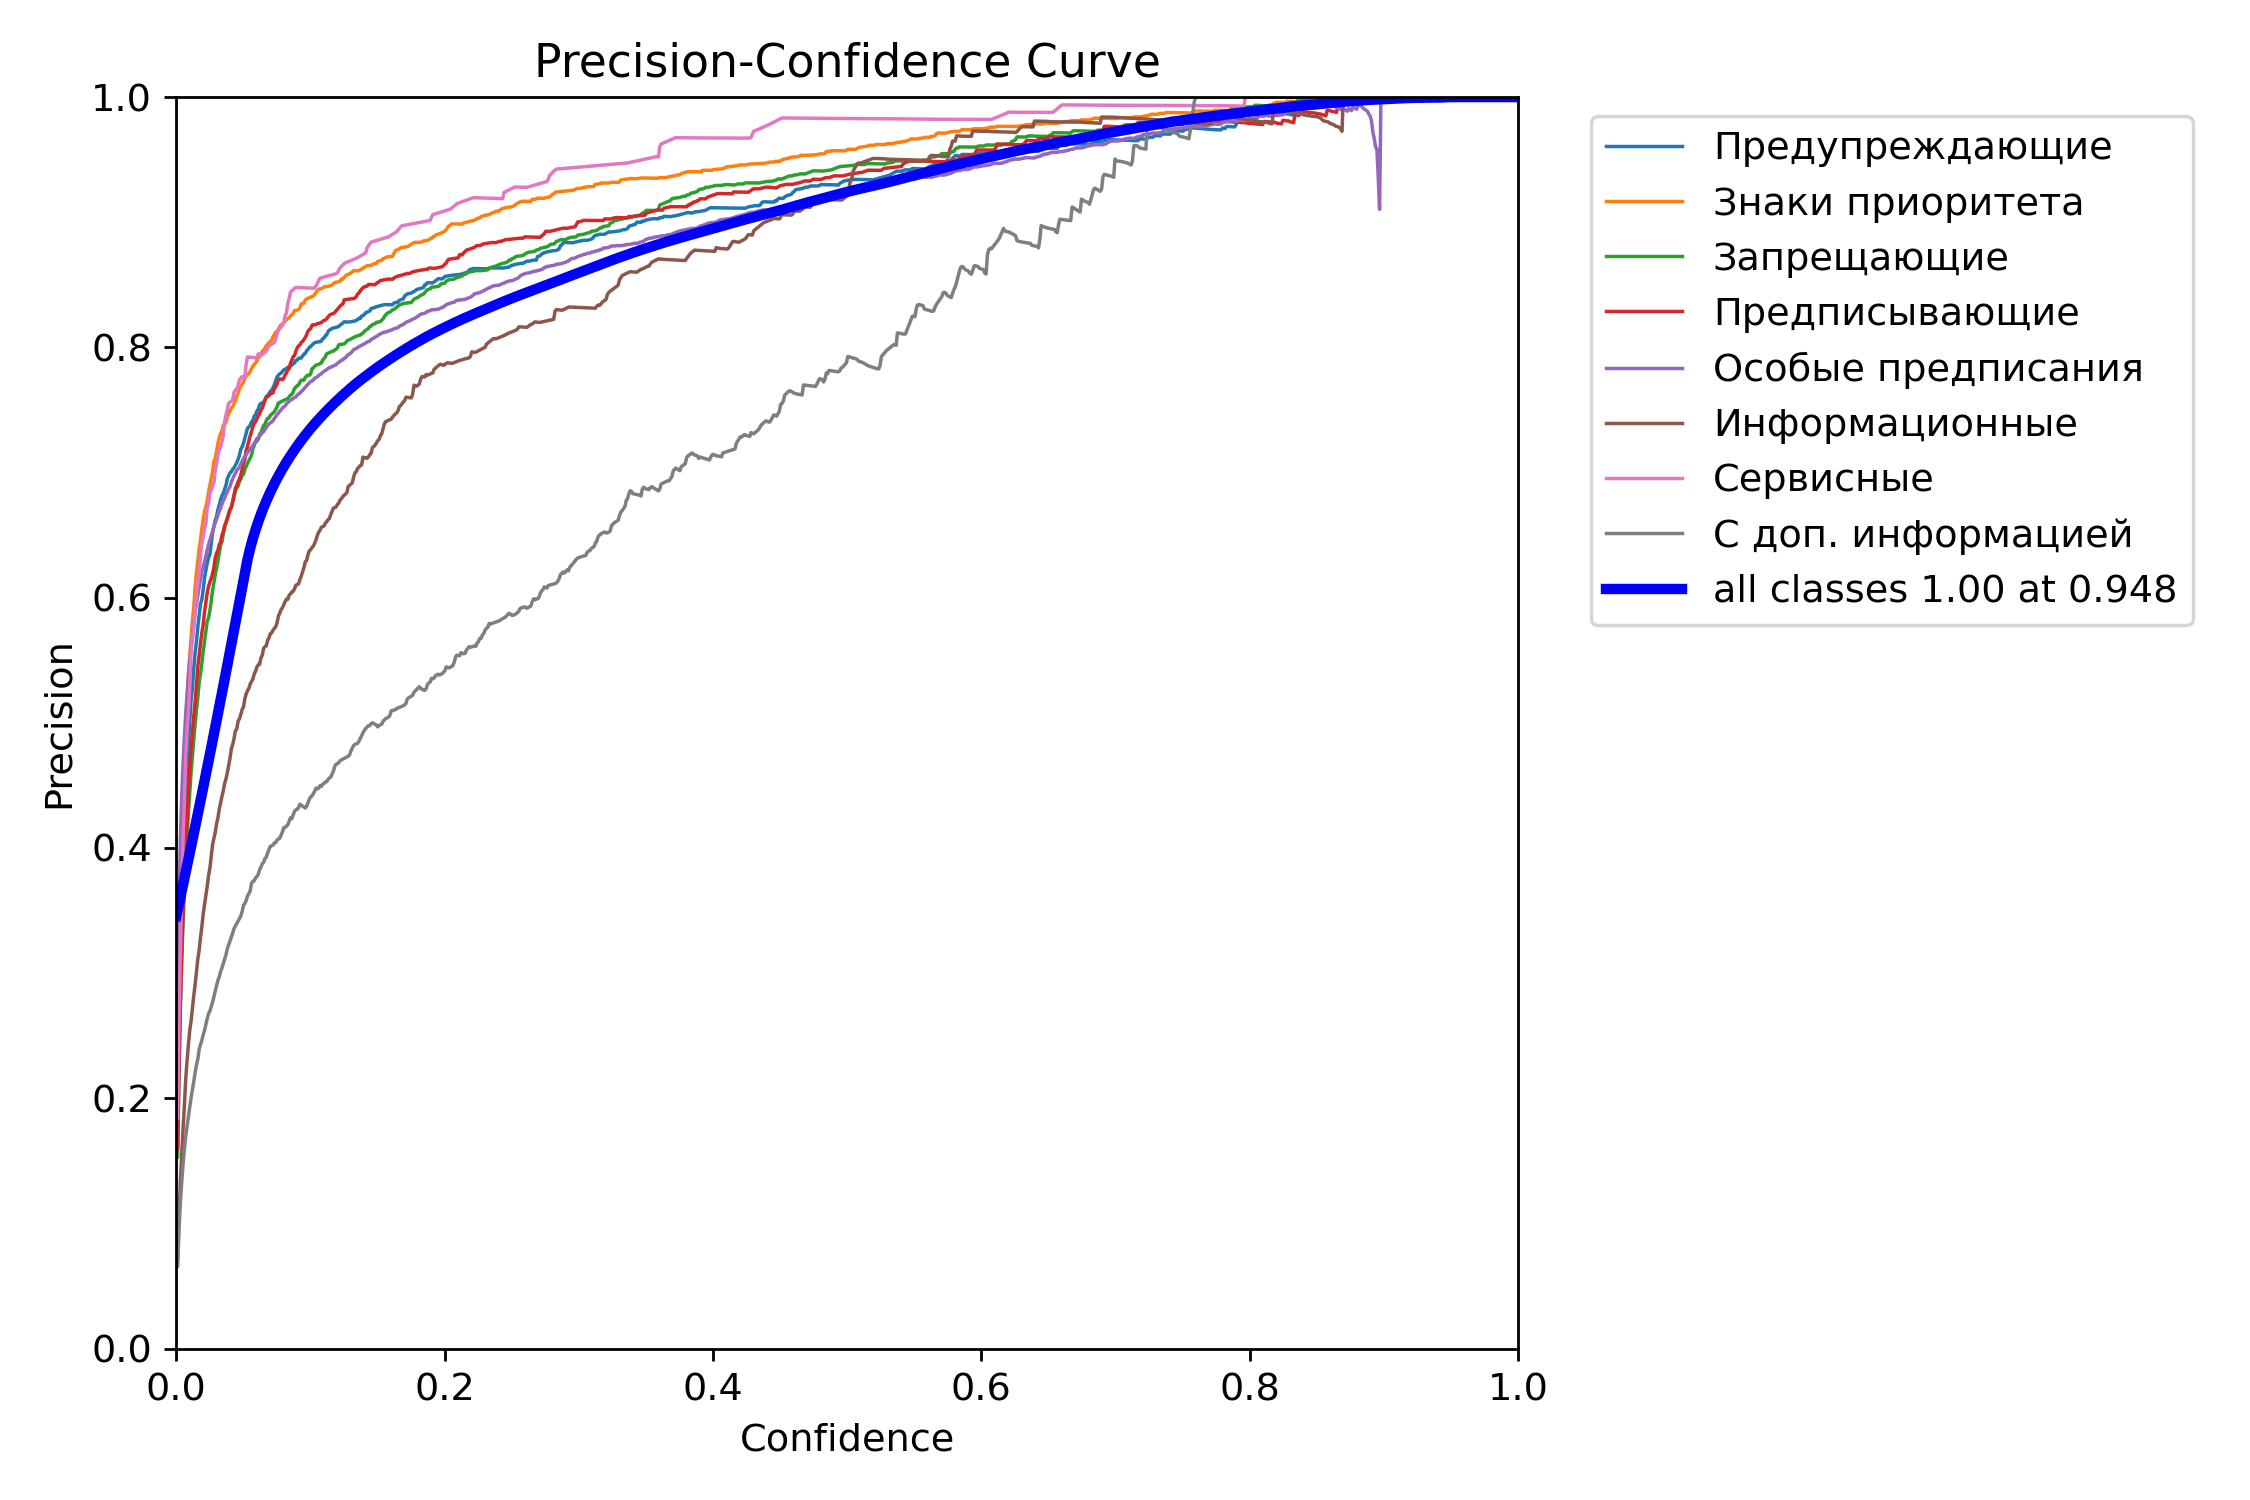 Precision-Confidence Curve
1.0
0.8
0.6
0.4
0.2
0.0
Precision
0.0 0.2 0.4 0.6 0.8 1.0
Confidence
Предупреждающие
Знаки приоритета
Запрещающие
Предписывающие
Особые предписания
Информационные
Сервисные
С доп. информацией
all classes 1.00 at 0.948